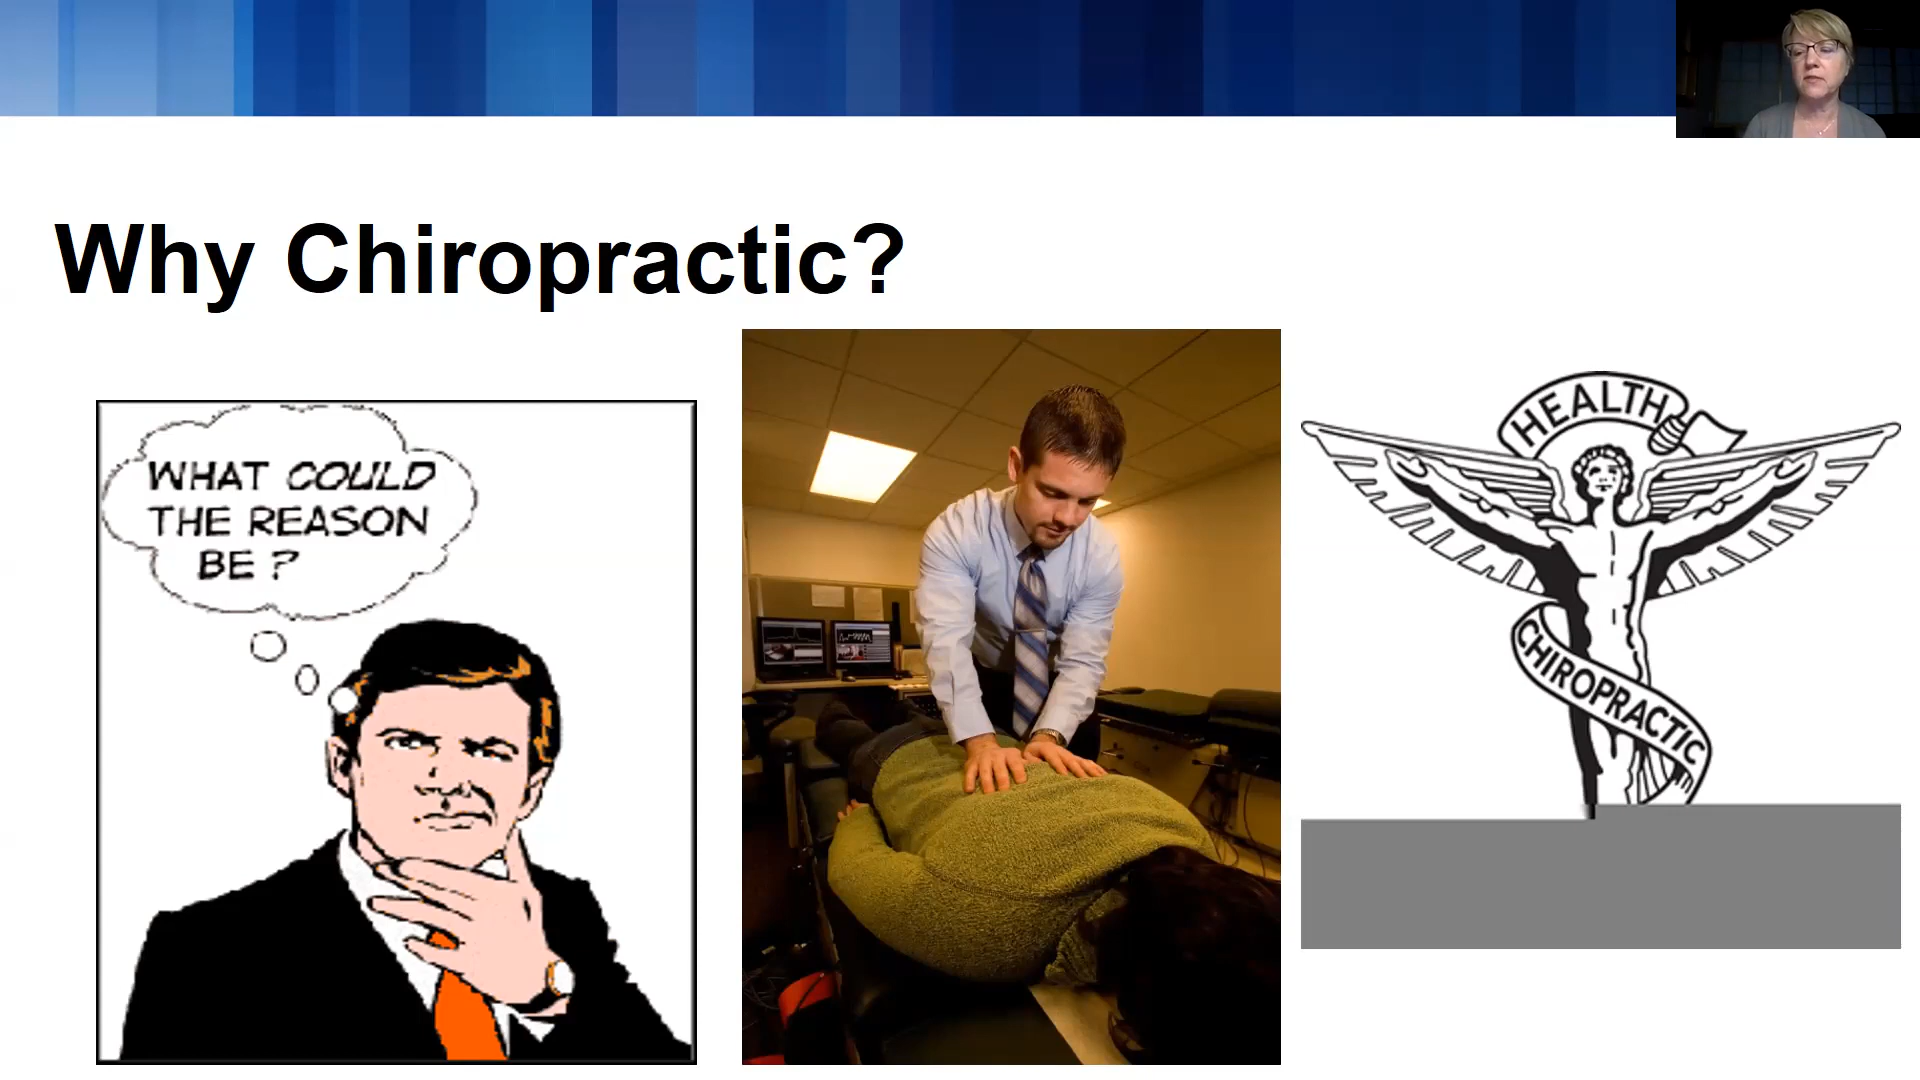 Why Chiropractic?
WHAT COULD
THE REASON
BE?
HEALTH
CHIROPRACTIC